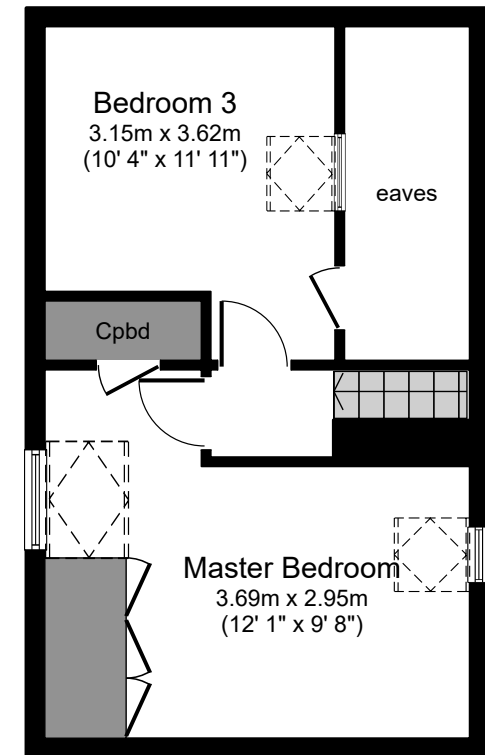 Bedroom 3
3.15m x 3.62m
(10' 4" x 11' 11")
eaves
Cpbd
Master Bedroom
3.69m x 2.95m
(12' 1" x 9' 8")